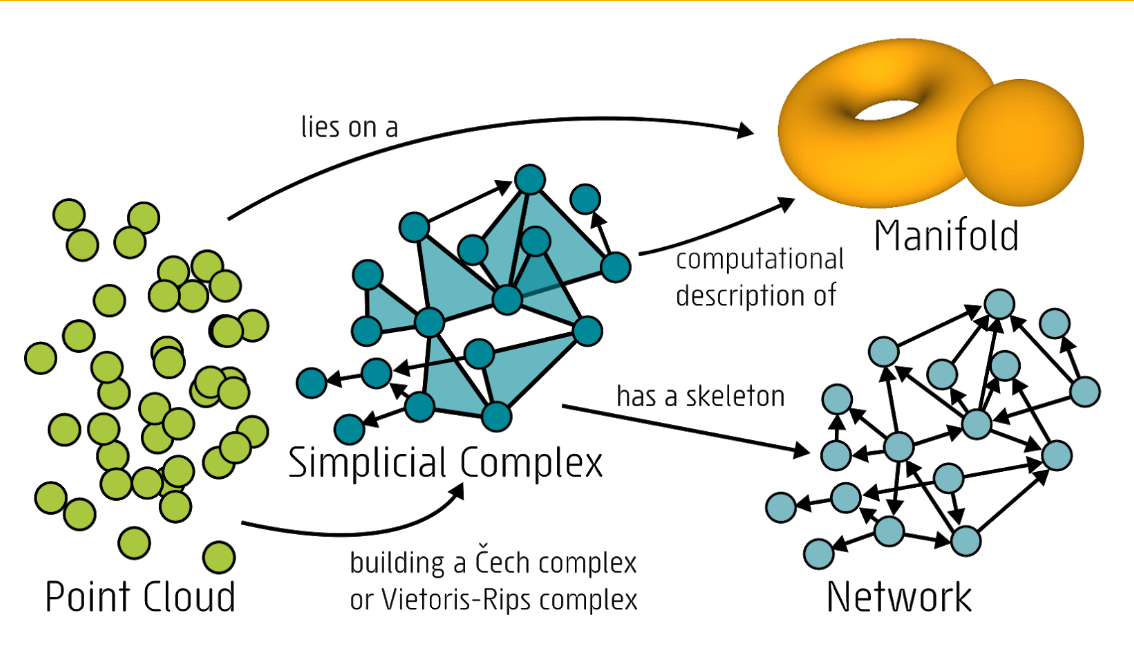 lies on a
Manifold
computational
description of
has a skeleton
Simplicial Complex
building a Čech complex
or Vietoris-Rips complex
Point Cloud
Network